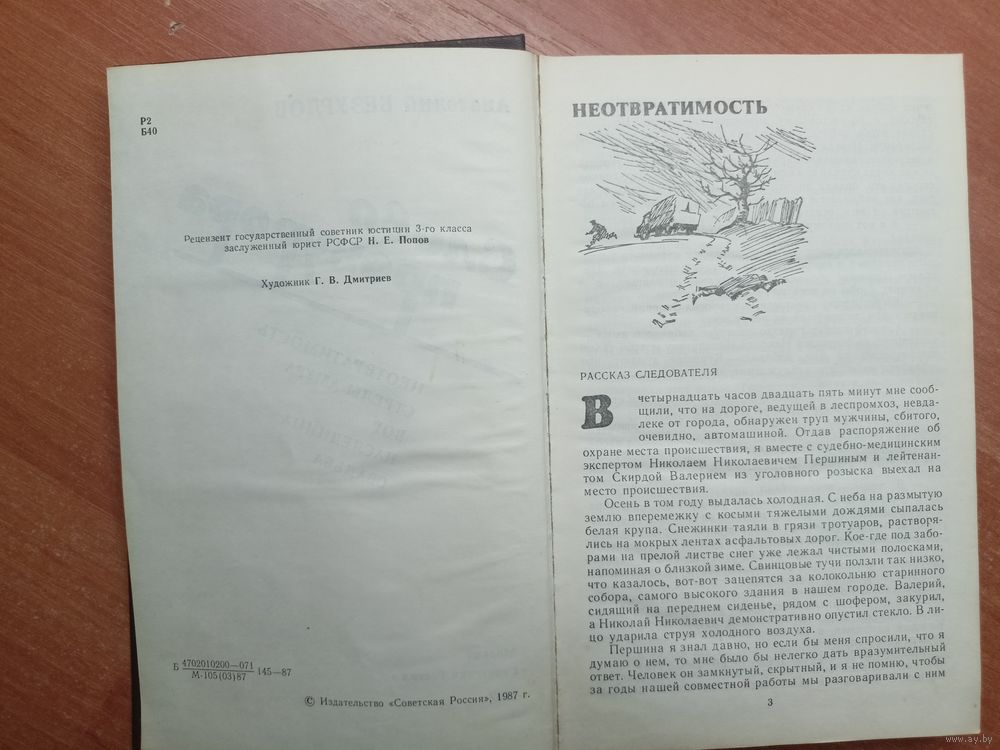 Р2
Б40
Рецензент государственный советник юстиции 3-го класса
заслуженный юрист РСФСР Н. Е. Попов
Художник Г. В. Дмитриев
Б 4702010200—071 145—87
М-105(03)87
© Издательство «Советская Россия», 1987 г.
НЕОТВРАТИМОСТЬ
РАССКАЗ СЛЕДОВАТЕЛЯ
В четырнадцать часов двадцать пять минут мне сооб-
щили, что на дороге, ведущей в леспромхоз, невда-
леке от города, обнаружен труп мужчины, сбитого,
очевидно, автомашиной. Отдав распоряжение об
охране места происшествия, я вместе с судебно-медицинским
экспертом Николаем Николаевичем Першиным и лейтенан-
том Скирдой Валерием из уголовного розыска выехал на
место происшествия.
Осень в том году выдалась холодная. С неба на размытую
землю вперемежку с косыми тяжелыми дождями сыпалась
белая крупа. Снежинки таяли в грязи тротуаров, растворя-
лись на мокрых лентах асфальтовых дорог. Кое-где под забо-
рами на прелой листве снег уже лежал чистыми полосками,
напоминая о близкой зиме. Свинцовые тучи ползли так низко,
что казалось, вот-вот зацепятся за колокольню старинного
собора, самого высокого здания в нашем городе. Валерий,
сидящий на переднем сиденье, рядом с шофером, закурил,
а Николай Николаевич демонстративно опустил стекло. В ли-
цо ударила струя холодного воздуха.
Першина я знал давно, но если бы меня спросили, что я
думаю о нем, то мне было бы нелегко дать вразумительный
ответ. Человек он замкнутый, скрытный, и я не помню, чтобы
за годы нашей совместной работы мы разговаривали с ним
3
www.ay.by